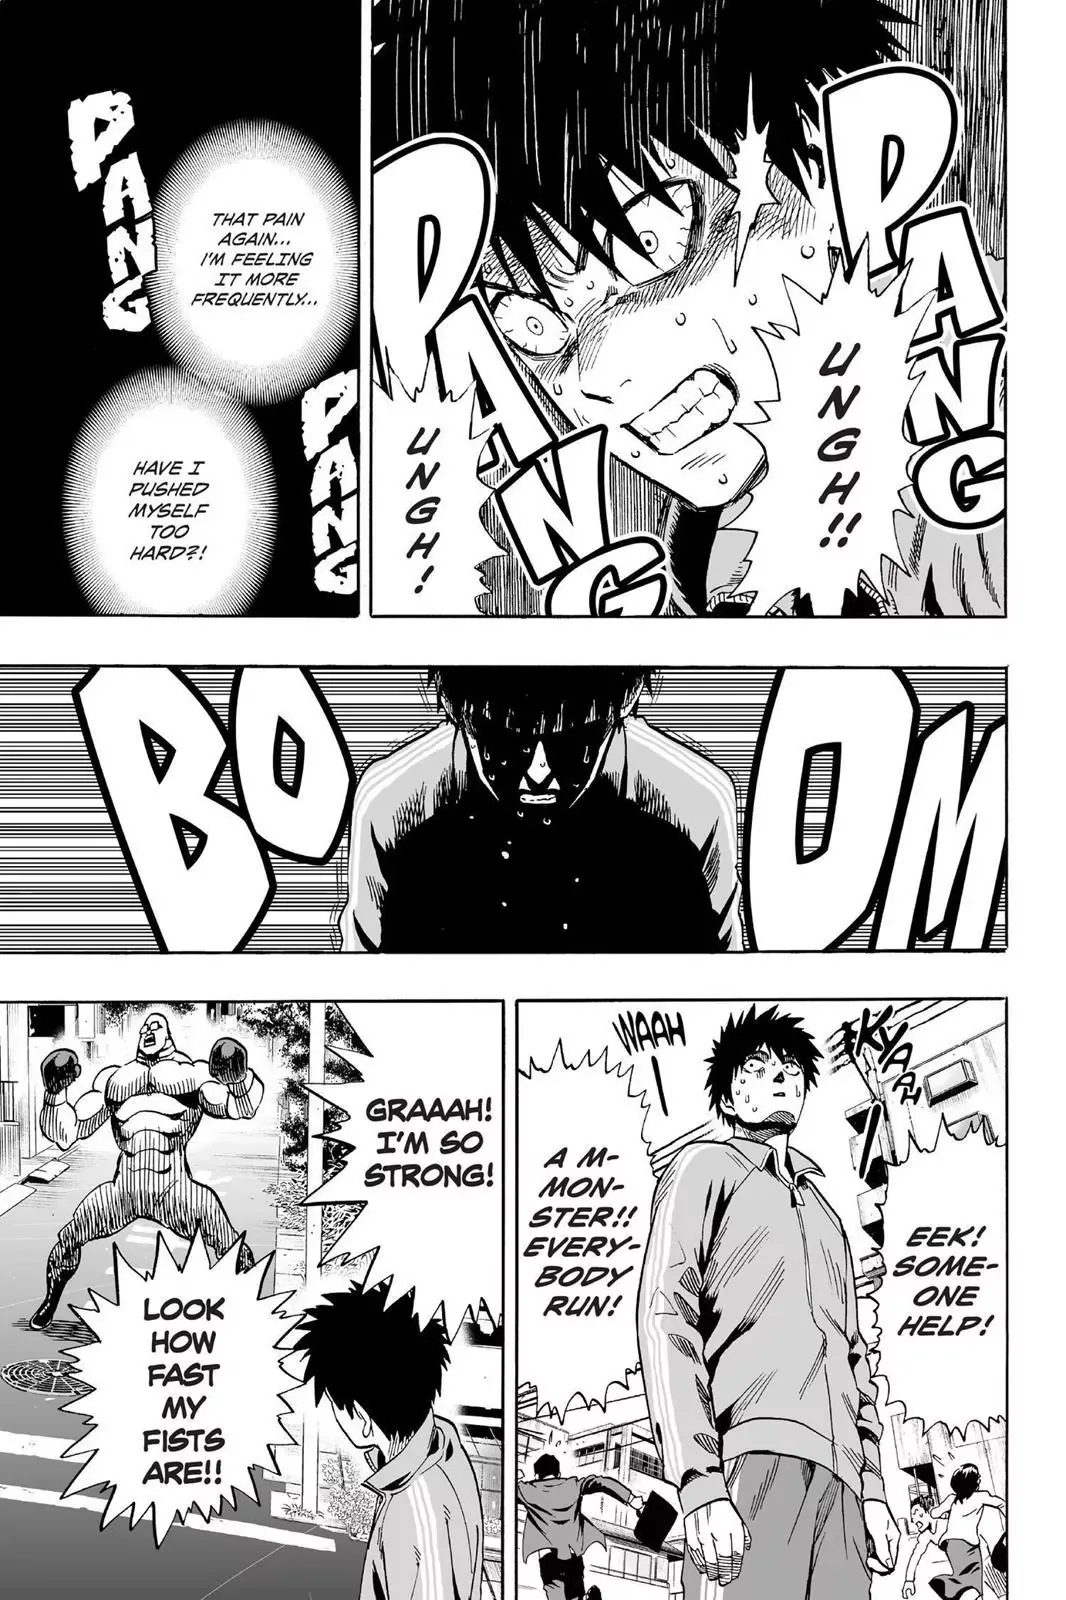 PANG
PANG
UNGH!!
UNGH!
THAT PAIN
AGAIN...
I'M FEELING
IT MORE
FREQUENTLY...
PANG
PANG
HAVE I
PUSHED
MYSELF
TOO
HARD?!
BOOM
KYAAH
WAAH
EEK!
SOME-
ONE
HELP!
A M-
MON-
STER!!
EVERY-
BODY
RUN!
GRAAAH!
I'M SO
STRONG!
LOOK
HOW
FAST
MY
FISTS
ARE!!